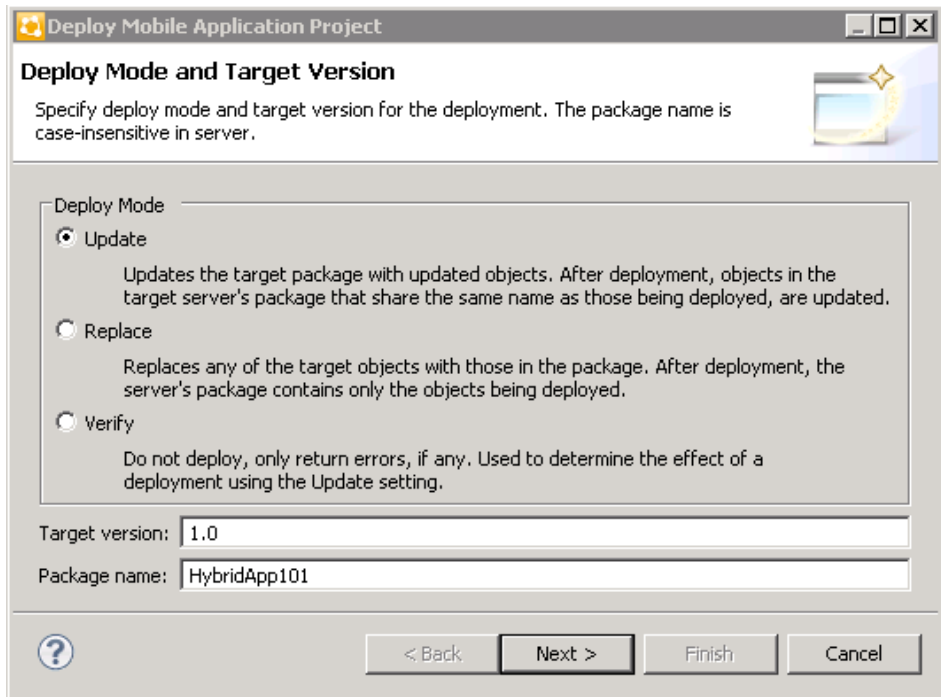 Deploy Mobile Application Project
Deploy Mode and Target Version
Specify deploy mode and target version for the deployment. The package name is
case-insensitive in server.
Deploy Mode
Update
Updates the target package with updated objects. After deployment, objects in the
target server's package that share the same name as those being deployed, are updated.
Replace
Replaces any of the target objects with those in the package. After deployment, the
server's package contains only the objects being deployed.
Verify
Do not deploy, only return errors, if any. Used to determine the effect of a
deployment using the Update setting.
Target version: 1.0
Package name: HybridApp101
? < Back Next > Finish Cancel